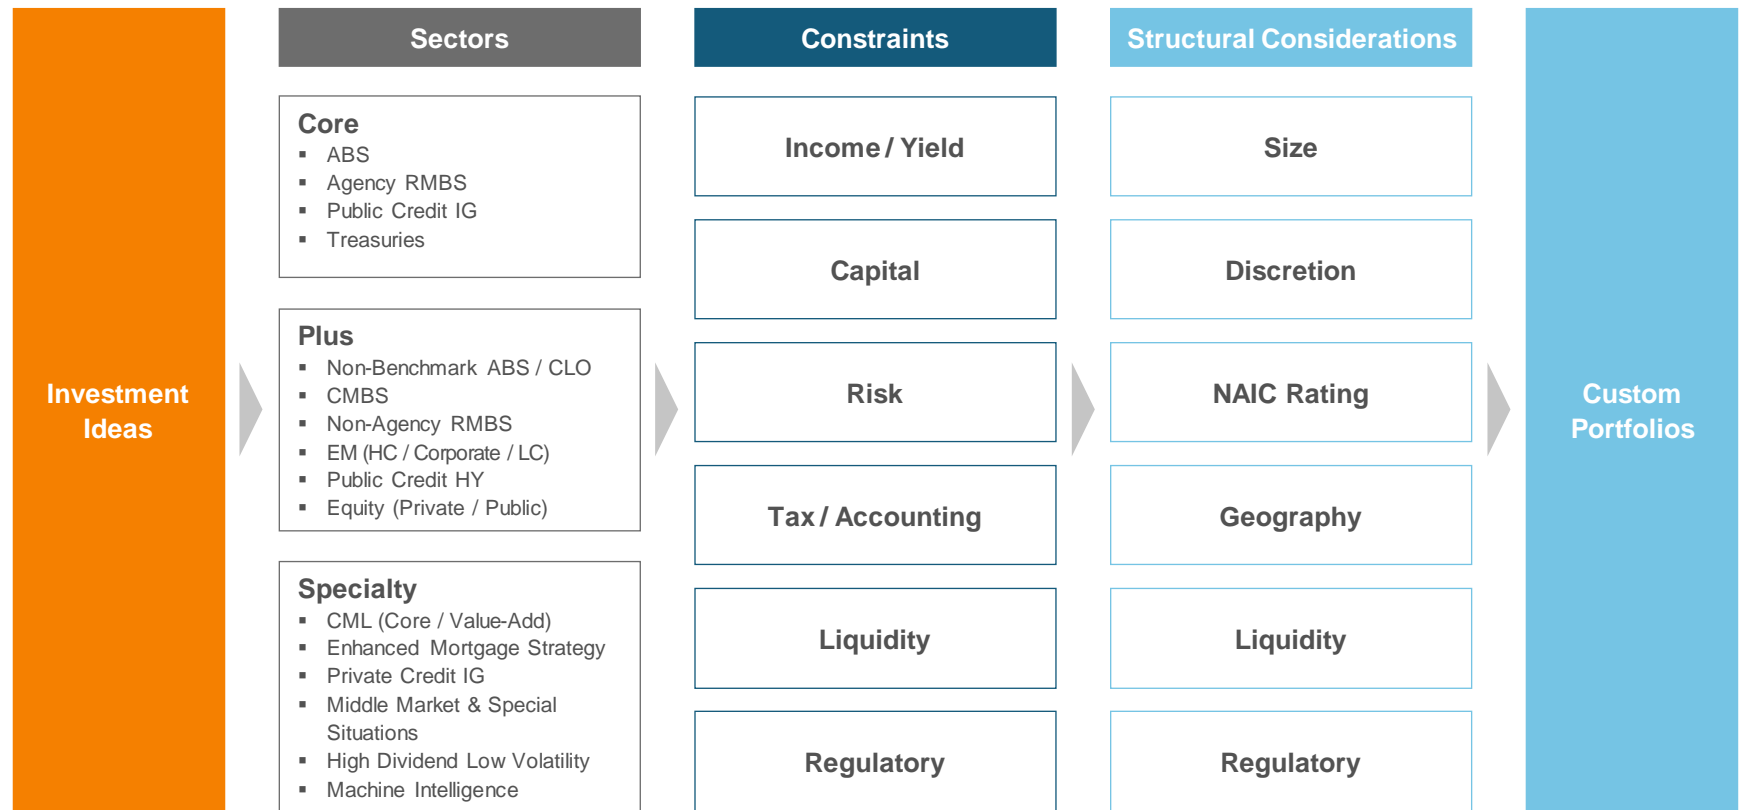 Investment
Ideas
Sectors
Core
▪ ABS
▪ Agency RMBS
▪ Public Credit IG
▪ Treasuries
Plus
▪ Non-Benchmark ABS / CLO
▪ CMBS
▪ Non-Agency RMBS
▪ EM (HC / Corporate / LC)
▪ Public Credit HY
▪ Equity (Private / Public)
Specialty
▪ CML (Core / Value-Add)
▪ Enhanced Mortgage Strategy
▪ Private Credit IG
▪ Middle Market & Special
Situations
▪ High Dividend Low Volatility
▪ Machine Intelligence
Constraints
Income / Yield
Capital
Risk
Tax / Accounting
Liquidity
Regulatory
Structural Considerations
Size
Discretion
NAIC Rating
Geography
Liquidity
Regulatory
Custom
Portfolios